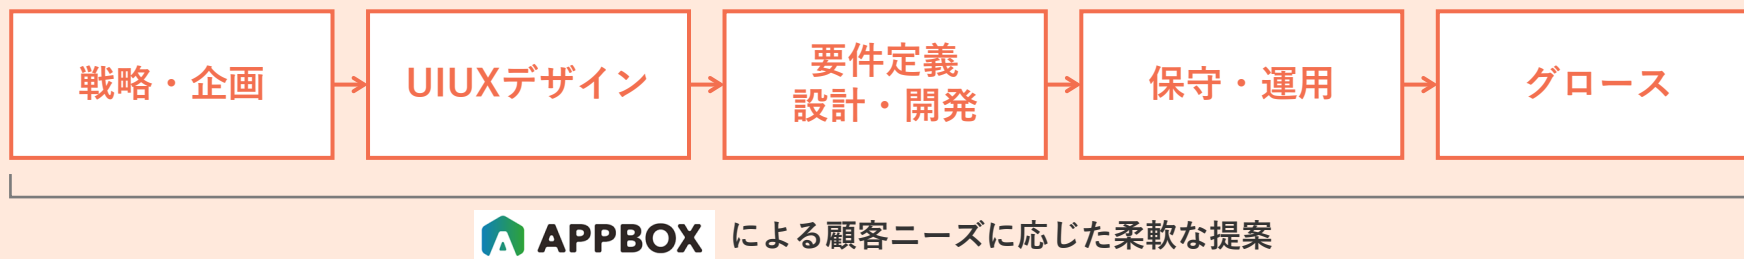 戦略・企画
UIUXデザイン
要件定義
設計・開発
保守・運用
グロース
APPBOX による顧客ニーズに応じた柔軟な提案